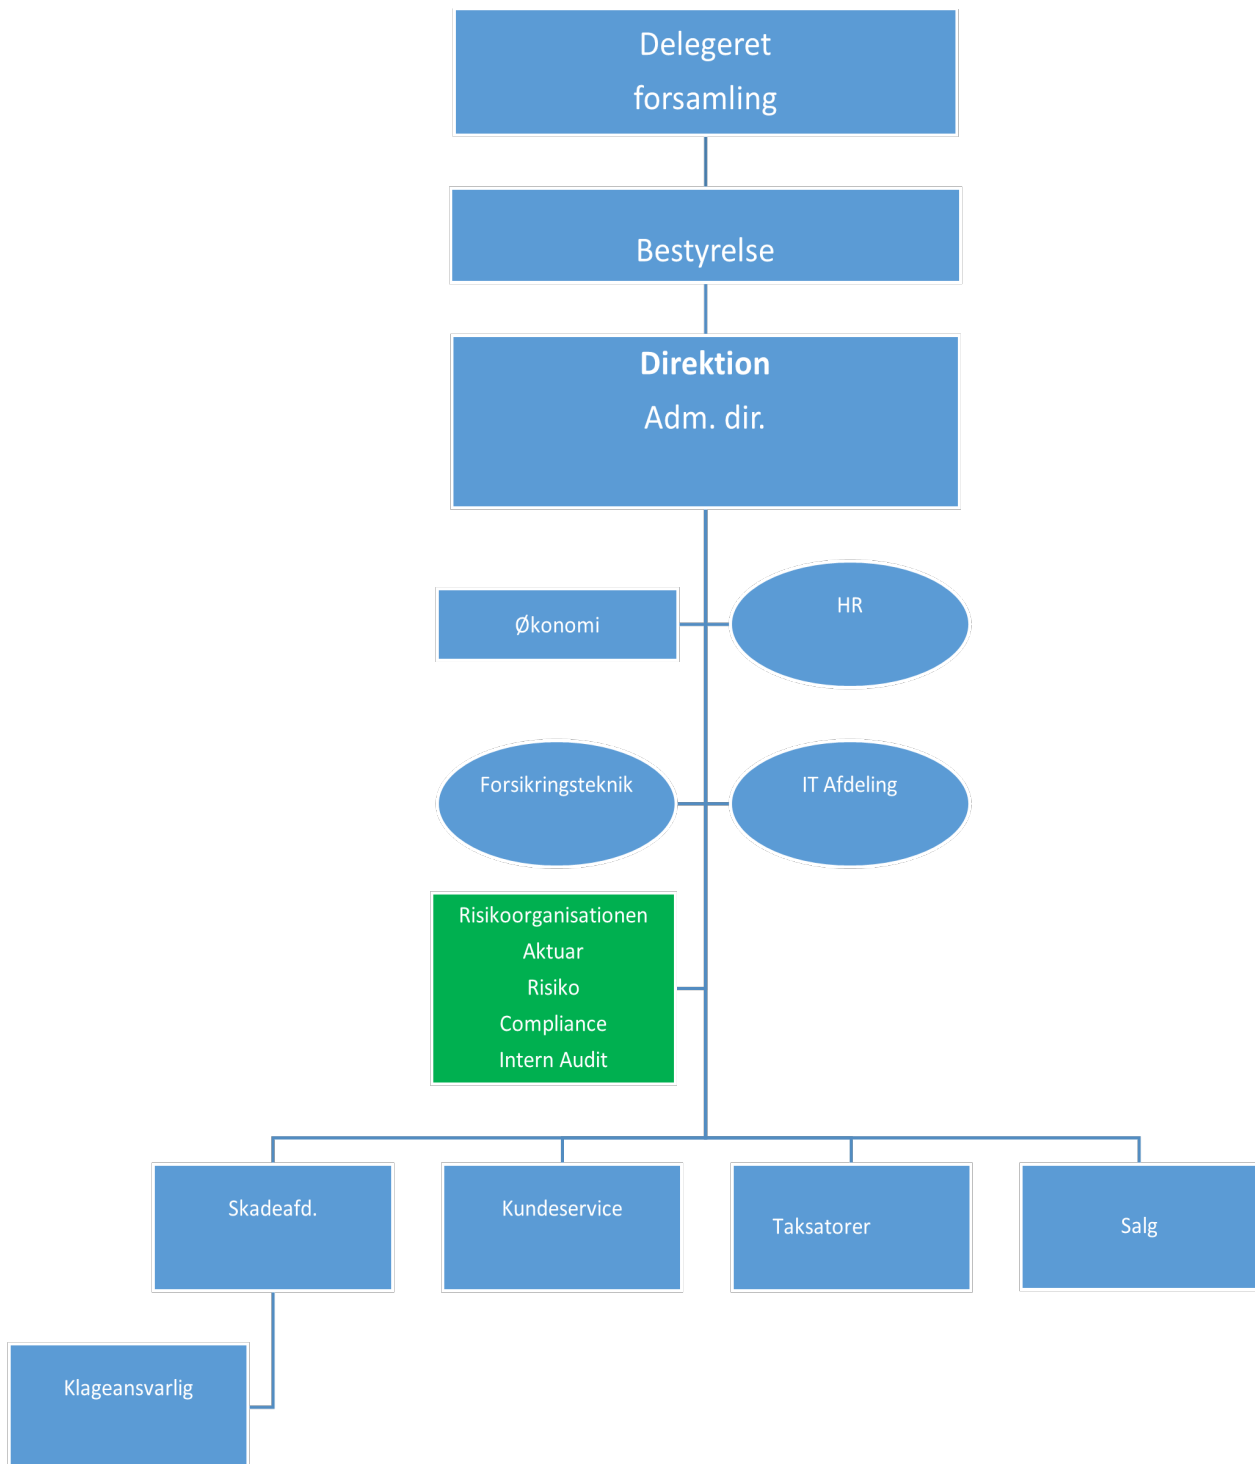 Delegeret
forsamling
Bestyrelse
Direktion
Adm. dir.
Økonomi
HR
Forsikringsteknik
IT Afdeling
Risikoorganisationen
Aktuar
Risiko
Compliance
Intern Audit
Skadeafd.
Kundeservice
Taksatorer
Salg
Klageansvarlig